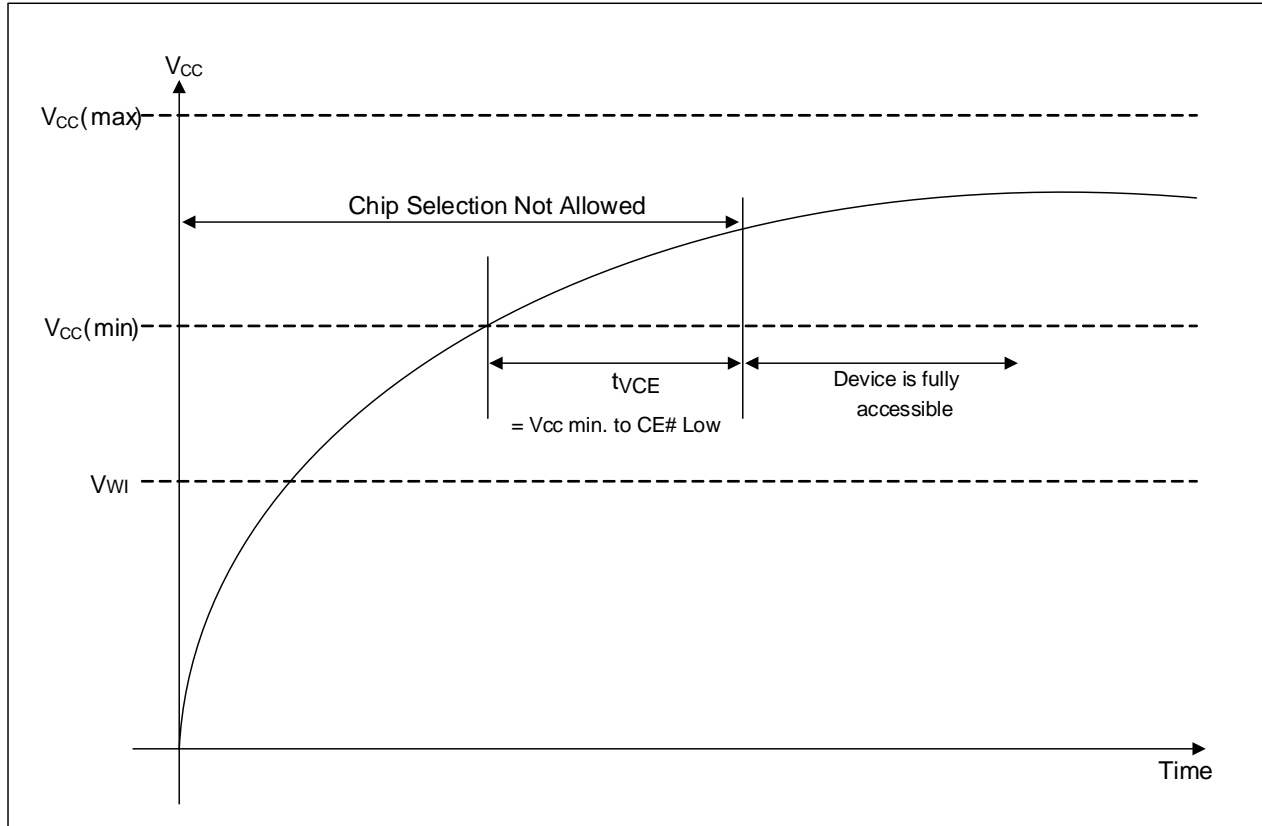 VCC
VCC(max)
Chip Selection Not Allowed
VCC(min)
tVCE
= Vcc min. to CE# Low
Device is fully
accessible
VWI
Time